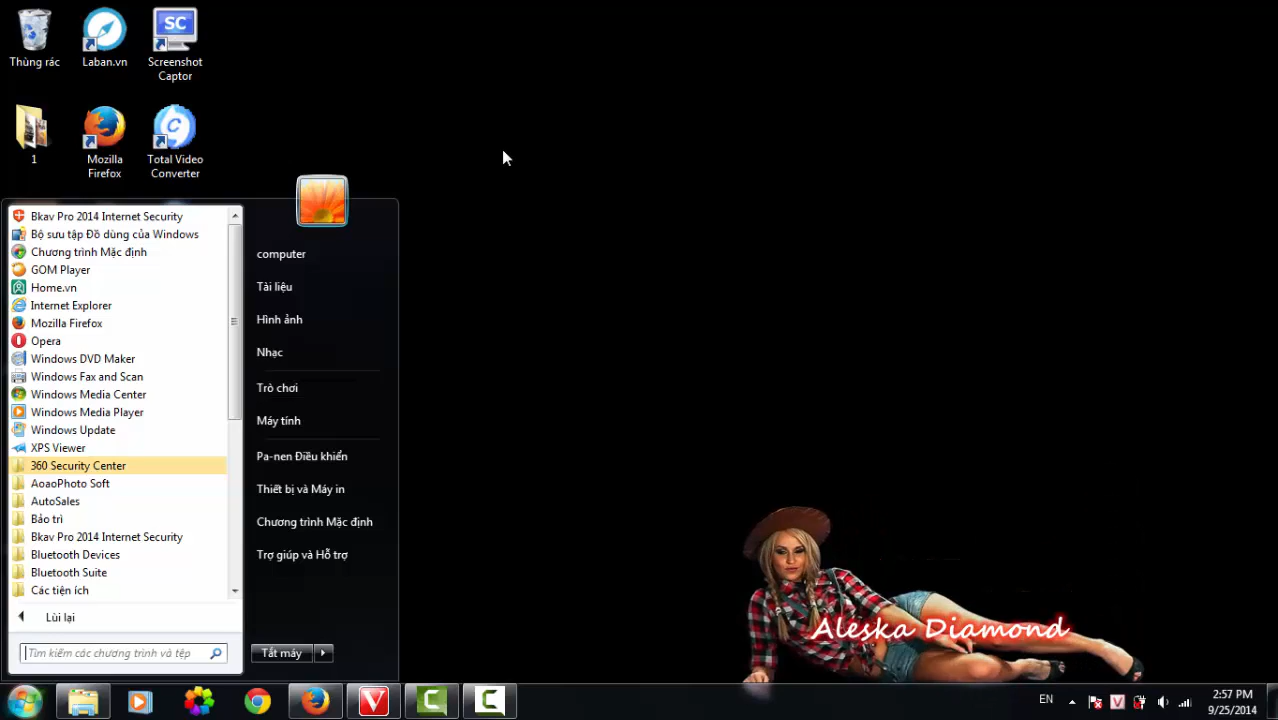 Thùng rác
Laban.vn
Screenshot
Captor
SC
1
Mozilla
Firefox
Total Video
Converter
Bkav Pro 2014 Internet Security
Bộ sưu tập Đồ dùng của Windows
Chương trình Mặc định
GOM Player
Home.vn
Internet Explorer
Mozilla Firefox
Opera
Windows DVD Maker
Windows Fax and Scan
Windows Media Center
Windows Media Player
Windows Update
XPS Viewer
360 Security Center
AoaoPhoto Soft
AutoSales
Bảo trì
Bkav Pro 2014 Internet Security
Bluetooth Devices
Bluetooth Suite
Các tiện ích
Lùi lại
Tìm kiếm các chương trình và tệp
computer
Tài liệu
Hình ảnh
Nhạc
Trò chơi
Máy tính
Pa-nen Điều khiển
Thiết bị và Máy in
Chương trình Mặc định
Trợ giúp và Hỗ trợ
Tắt máy
Aleska Diamond
EN
2:57 PM
9/25/2014